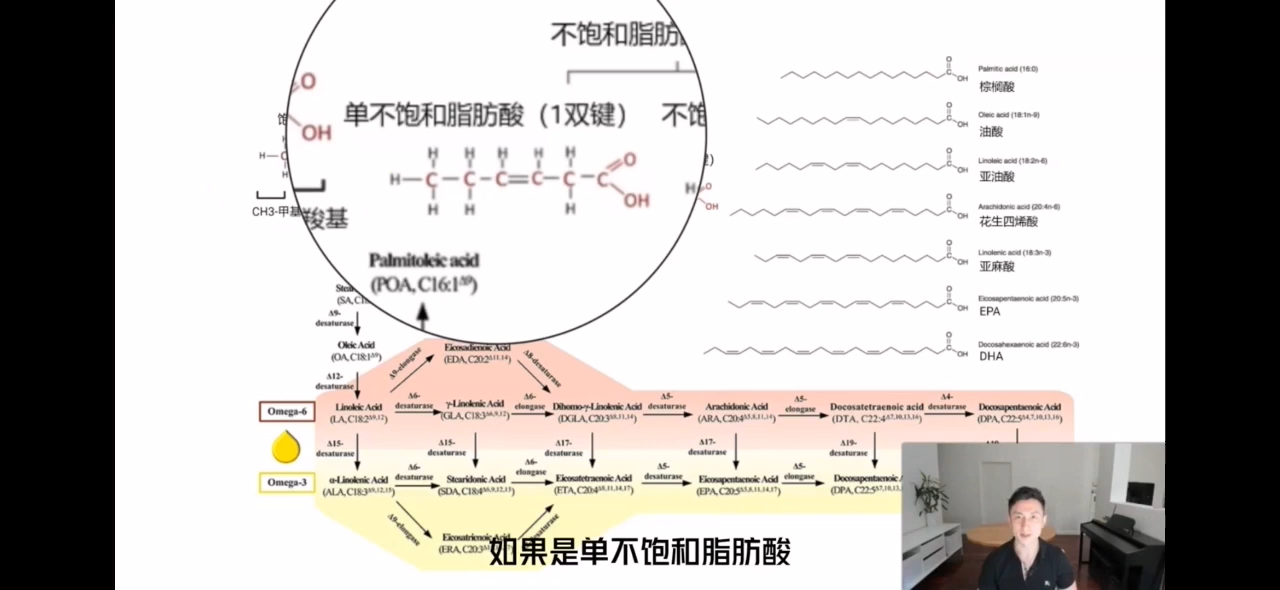 不饱和脂肪
单不饱和脂肪酸（1双键） 不饱
O
OH
H H H H H
H C C C C C C O
OH
H H H
羧基
CH3-甲基
Palmitoleic acid
(POA, C16:1Δ9)
Palmitic acid (16:0)
棕榈酸
Oleic acid (18:1n-9)
油酸
Linoleic acid (18:2n-6)
亚油酸
Arachidonic acid (20:4n-6)
花生四烯酸
Linolenic acid (18:3n-3)
亚麻酸
Eicosapentaenoic acid (20:5n-3)
EPA
Docosahexaenoic acid (22:6n-3)
DHA
Δ9-desaturase
Oleic Acid
(OA, C18:1Δ9)
Δ12-desaturase
Δ9-elongase
Eicosadienoic Acid
(EDA, C20:2Δ11,14)
Δ8-desaturase
Omega-6
Linoleic Acid
(LA, C18:2Δ9,12)
Δ6-desaturase
γ-Linolenic Acid
(GLA, C18:3Δ6,9,12)
Δ6-elongase
Dihomo-γ-Linolenic Acid
(DGLA, C20:3Δ8,11,14)
Δ5-desaturase
Arachidonic Acid
(ARA, C20:4Δ5,8,11,14)
Δ5-elongase
Docosatetraenoic acid
(DTA, C22:4Δ7,10,13,16)
Δ4-desaturase
Docosapentaenoic Acid
(DPA, C22:5Δ4,7,10,13,16)
Δ15-desaturase
Δ15-desaturase
Δ17-desaturase
Δ17-desaturase
Δ19-desaturase
Omega-3
α-Linolenic Acid
(ALA, C18:3Δ9,12,15)
Δ6-desaturase
Stearidonic Acid
(SDA, C18:4Δ6,9,12,15)
Δ6-elongase
Eicosatetraenoic Acid
(ETA, C20:4Δ8,11,14,17)
Δ5-desaturase
Eicosapentaenoic Acid
(EPA, C20:5Δ5,8,11,14,17)
Δ5-elongase
Docosapentaenoic
Δ9-elongase
Eicosatrienoic Acid
如果是单不饱和脂肪酸